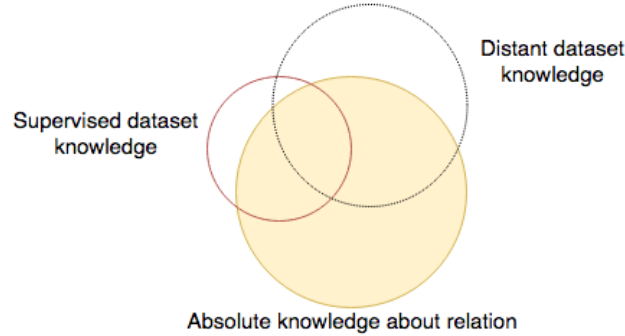 Distant dataset
knowledge
Supervised dataset
knowledge
Absolute knowledge about relation